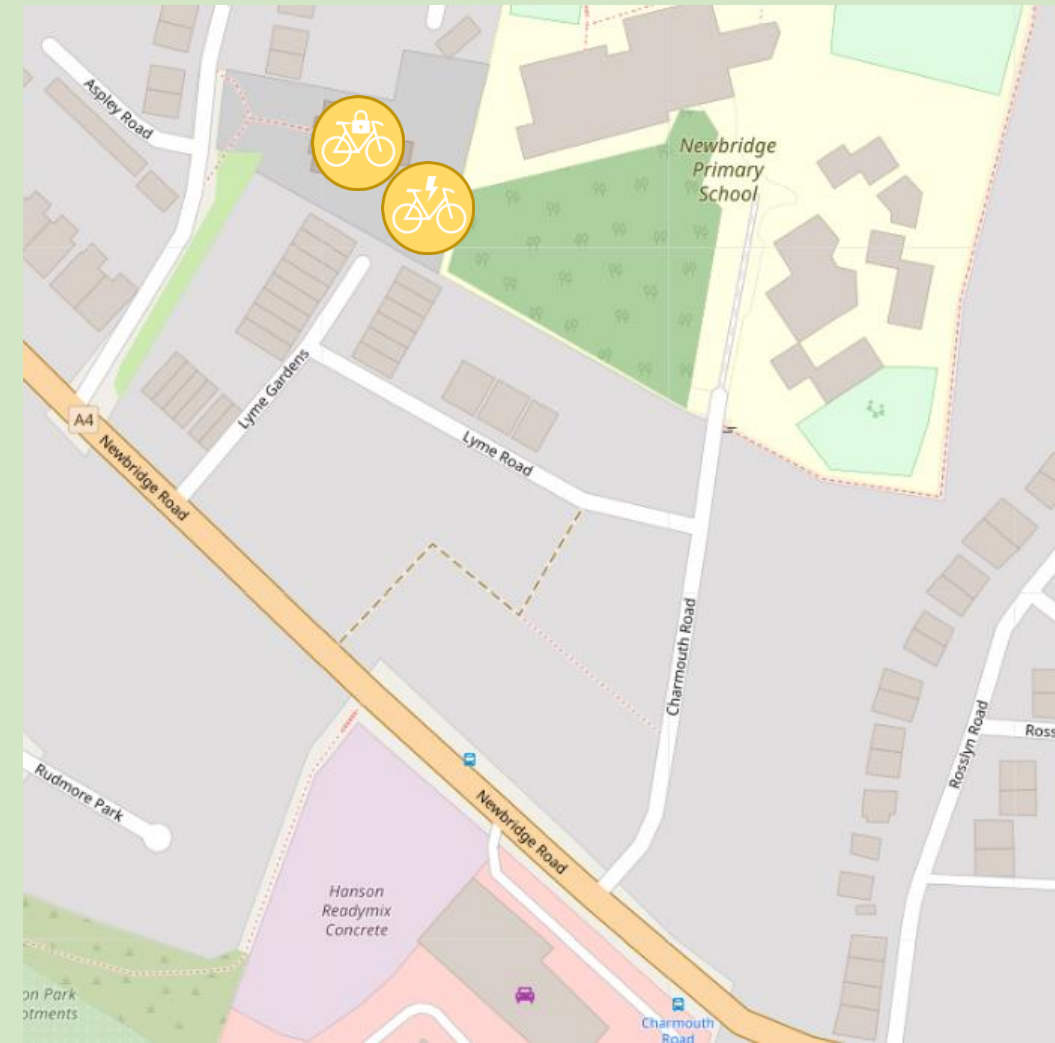 Aspley Road
Newbridge
Primary
School
Lyme Gardens
A4
Newbridge Road
Lyme Road
Charmouth Road
Rosslyn Road
Ross
Rudmore Park
Newbridge Road
Hanson
Readymix
Concrete
on Park
otments
Charmouth
Road